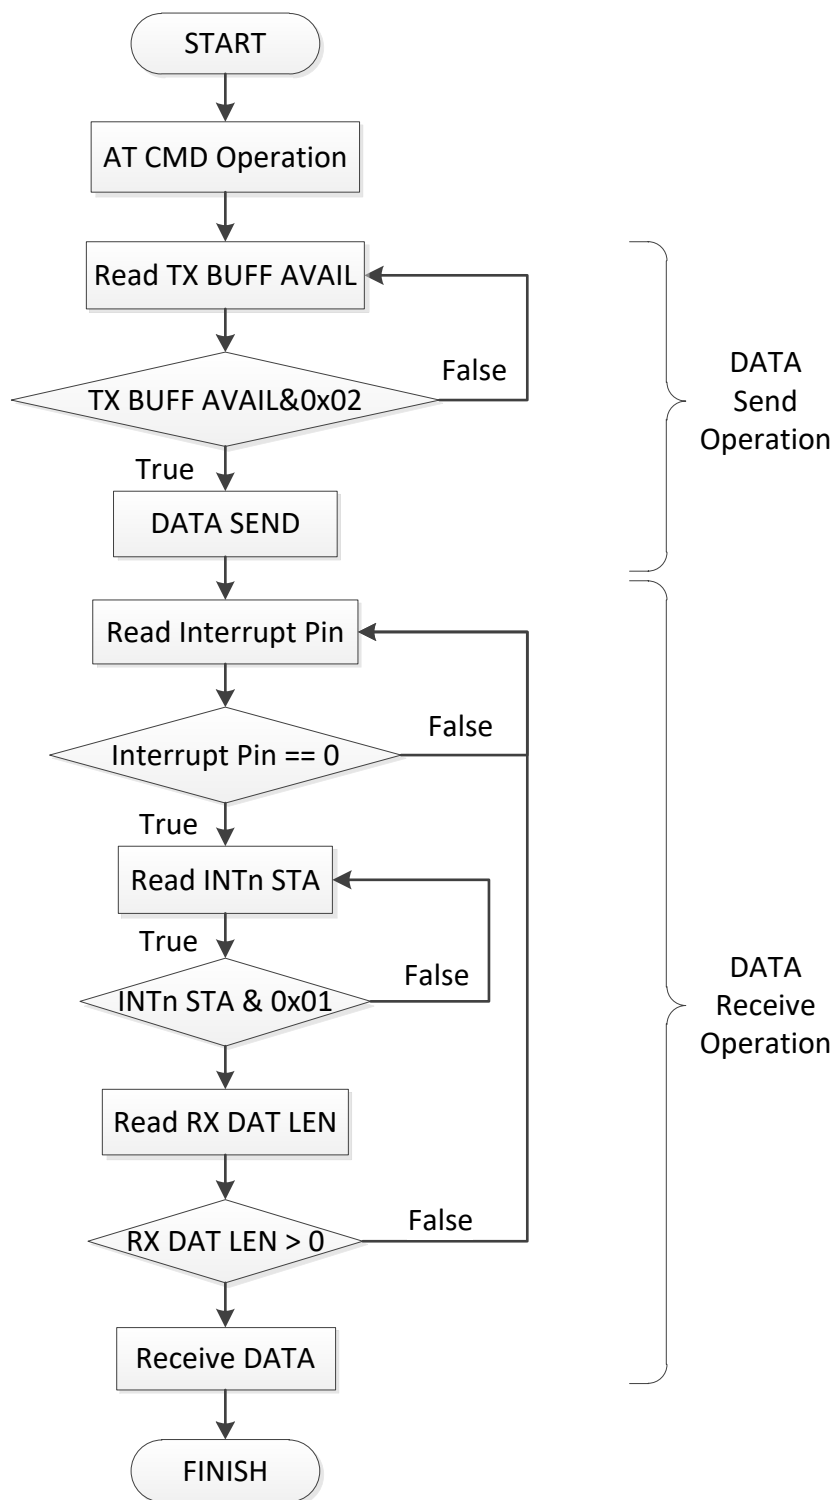 START
AT CMD Operation
Read TX BUFF AVAIL
TX BUFF AVAIL&0x02
False
True
DATA SEND
DATA
Send
Operation
Read Interrupt Pin
Interrupt Pin == 0
False
True
Read INTn STA
True
INTn STA & 0x01
False
Read RX DAT LEN
RX DAT LEN > 0
False
Receive DATA
DATA
Receive
Operation
FINISH